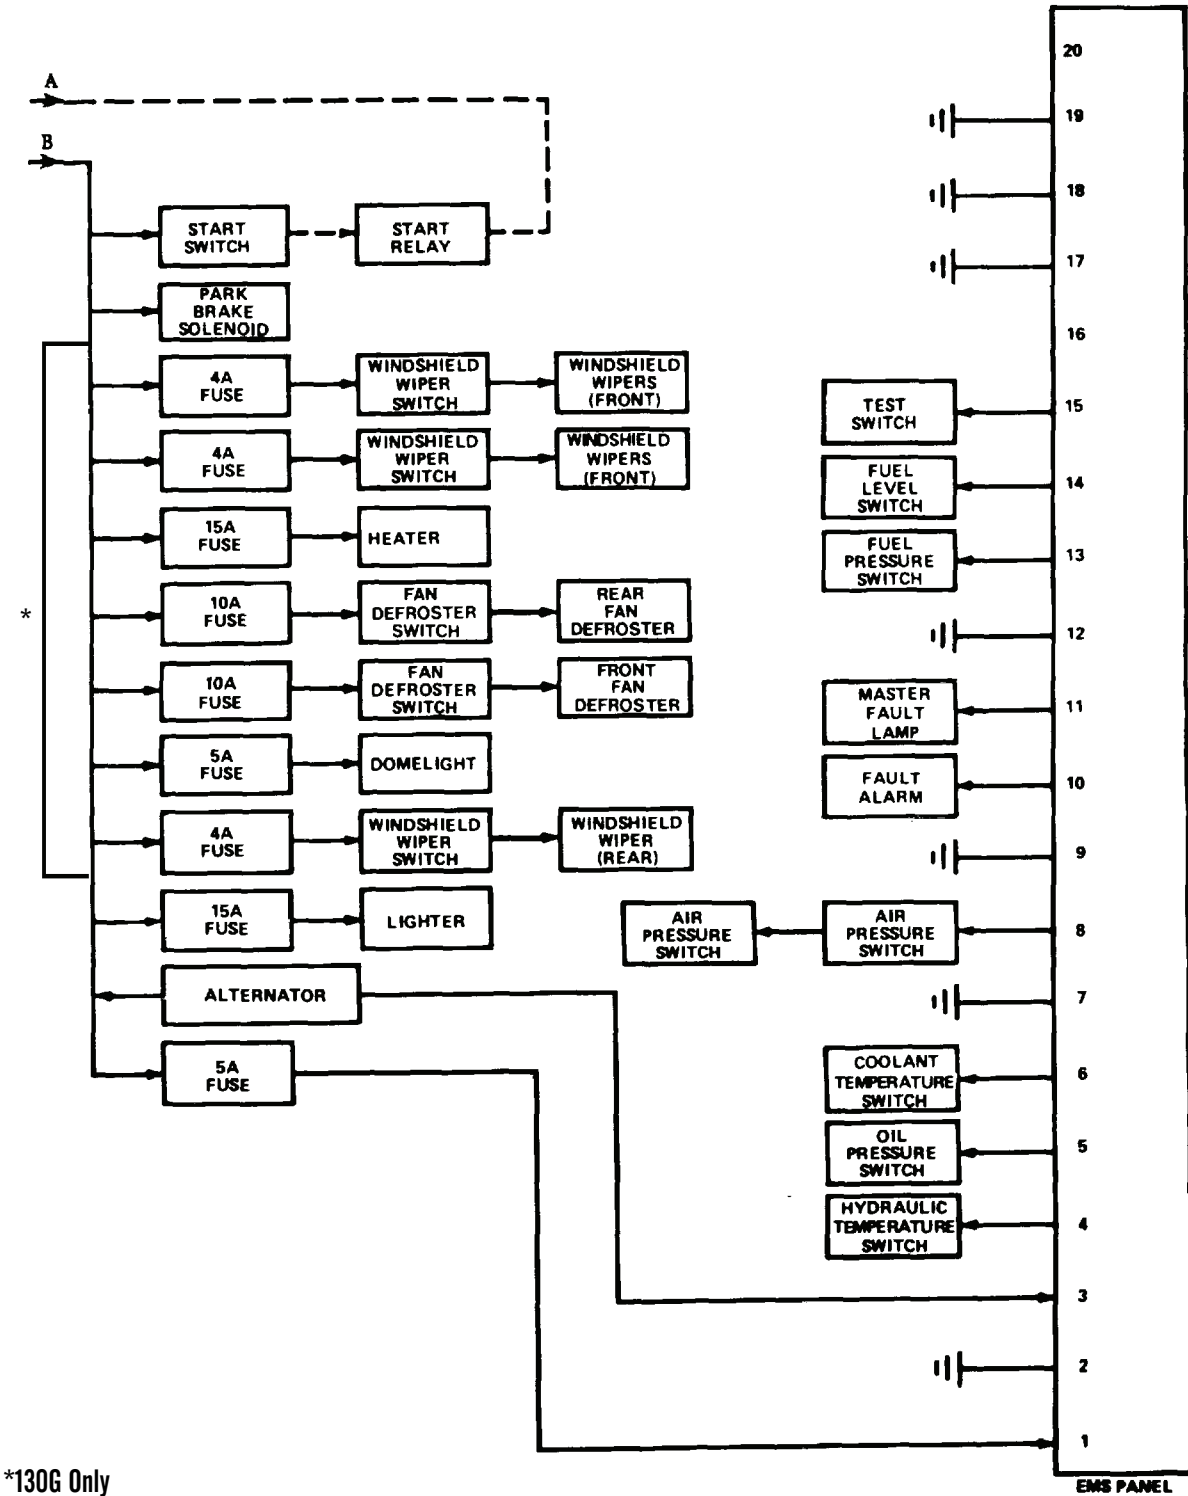 A
B
START
SWITCH
START
RELAY
PARK
BRAKE
SOLENOID
4A
FUSE
WINDSHIELD
WIPER
SWITCH
WINDSHIELD
WIPERS
(FRONT)
4A
FUSE
WINDSHIELD
WIPER
SWITCH
WINDSHIELD
WIPERS
(FRONT)
15A
FUSE
HEATER
*
10A
FUSE
FAN
DEFROSTER
SWITCH
REAR
FAN
DEFROSTER
10A
FUSE
FAN
DEFROSTER
SWITCH
FRONT
FAN
DEFROSTER
5A
FUSE
DOMELIGHT
4A
FUSE
WINDSHIELD
WIPER
SWITCH
WINDSHIELD
WIPER
(REAR)
15A
FUSE
LIGHTER
ALTERNATOR
5A
FUSE
20
19
18
17
16
TEST
SWITCH
15
FUEL
LEVEL
SWITCH
14
FUEL
PRESSURE
SWITCH
13
12
MASTER
FAULT
LAMP
11
FAULT
ALARM
10
9
AIR
PRESSURE
SWITCH
AIR
PRESSURE
SWITCH
8
7
COOLANT
TEMPERATURE
SWITCH
6
OIL
PRESSURE
SWITCH
5
HYDRAULIC
TEMPERATURE
SWITCH
4
3
2
1
EMS PANEL
*130G Only